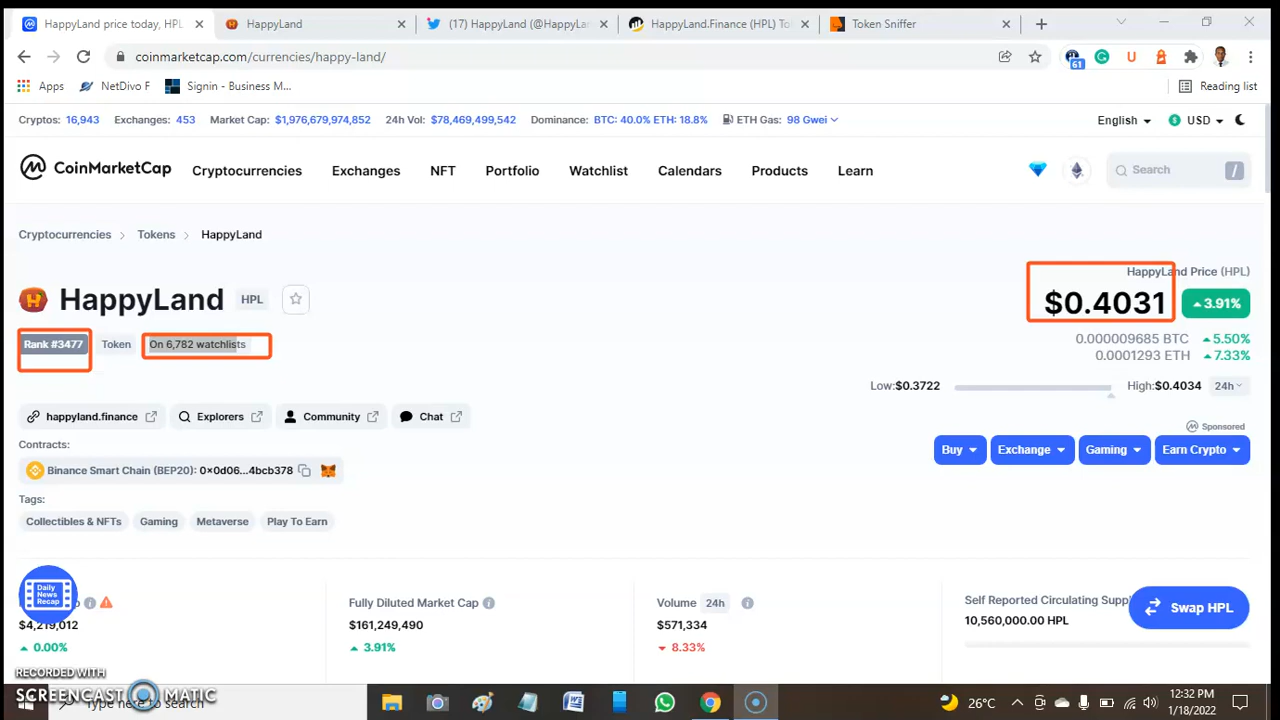 HappyLand price today, HPL
HappyLand
(17) HappyLand (@HappyLan
HappyLand.Finance (HPL) To
Token Sniffer
coinmarketcap.com/currencies/happy-land/
61
Apps
NetDivo F
Signin - Business M...
Reading list
Cryptos: 16,943 Exchanges: 453 Market Cap: $1,976,679,974,852 24h Vol: $78,469,499,542 Dominance: BTC: 40.0% ETH: 18.8% ETH Gas: 98 Gwei
English USD
CoinMarketCap Cryptocurrencies Exchanges NFT Portfolio Watchlist Calendars Products Learn
Search /
Cryptocurrencies > Tokens > HappyLand
HappyLand HPL
Rank #3477 Token On 6,782 watchlists
HappyLand Price (HPL)
$0.4031 3.91%
0.000009685 BTC 5.50%
0.0001293 ETH 7.33%
Low:$0.3722 High:$0.4034 24h
happyland.finance Explorers Community Chat
Sponsored
Buy Exchange Gaming Earn Crypto
Contracts:
Binance Smart Chain (BEP20): 0x0d06...4bcb378
Tags:
Collectibles & NFTs Gaming Metaverse Play To Earn
Daily
News
Recap
$4,219,012
0.00%
Fully Diluted Market Cap
$161,249,490
3.91%
Volume 24h
$571,334
8.33%
Self Reported Circulating Supp
10,560,000.00 HPL
Swap HPL
RECORDED WITH
SCREENCAST MATIC
Type here to search
26°C
12:32 PM
1/18/2022